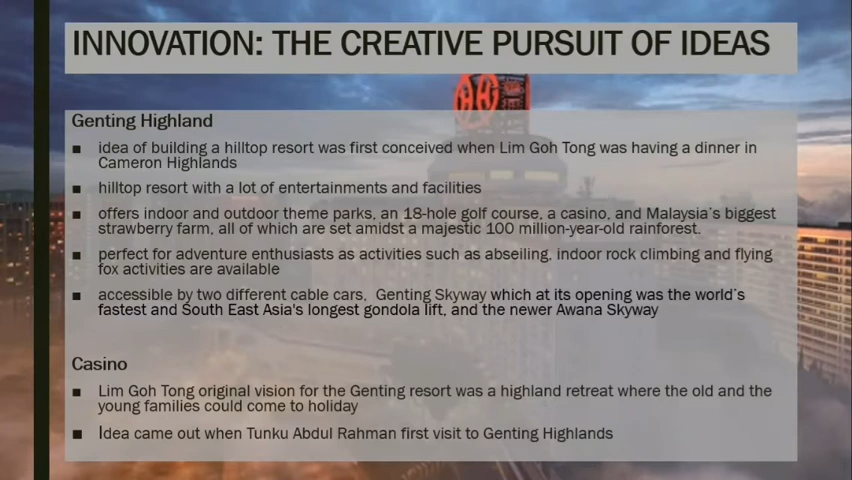 INNOVATION: THE CREATIVE PURSUIT OF IDEAS
Genting Highland
■ idea of building a hilltop resort was first conceived when Lim Goh Tong was having a dinner in
Cameron Highlands
■ hilltop resort with a lot of entertainments and facilities
■ offers indoor and outdoor theme parks, an 18-hole golf course, a casino, and Malaysia's biggest
strawberry farm, all of which are set amidst a majestic 100 million-year-old rainforest.
■ perfect for adventure enthusiasts as activities such as abseiling, indoor rock climbing and flying
fox activities are available
■ accessible by two different cable cars, Genting Skyway which at its opening was the world's
fastest and South East Asia's longest gondola lift, and the newer Awana Skyway
Casino
■ Lim Goh Tong original vision for the Genting resort was a highland retreat where the old and the
young families could come to holiday
■ Idea came out when Tunku Abdul Rahman first visit to Genting Highlands